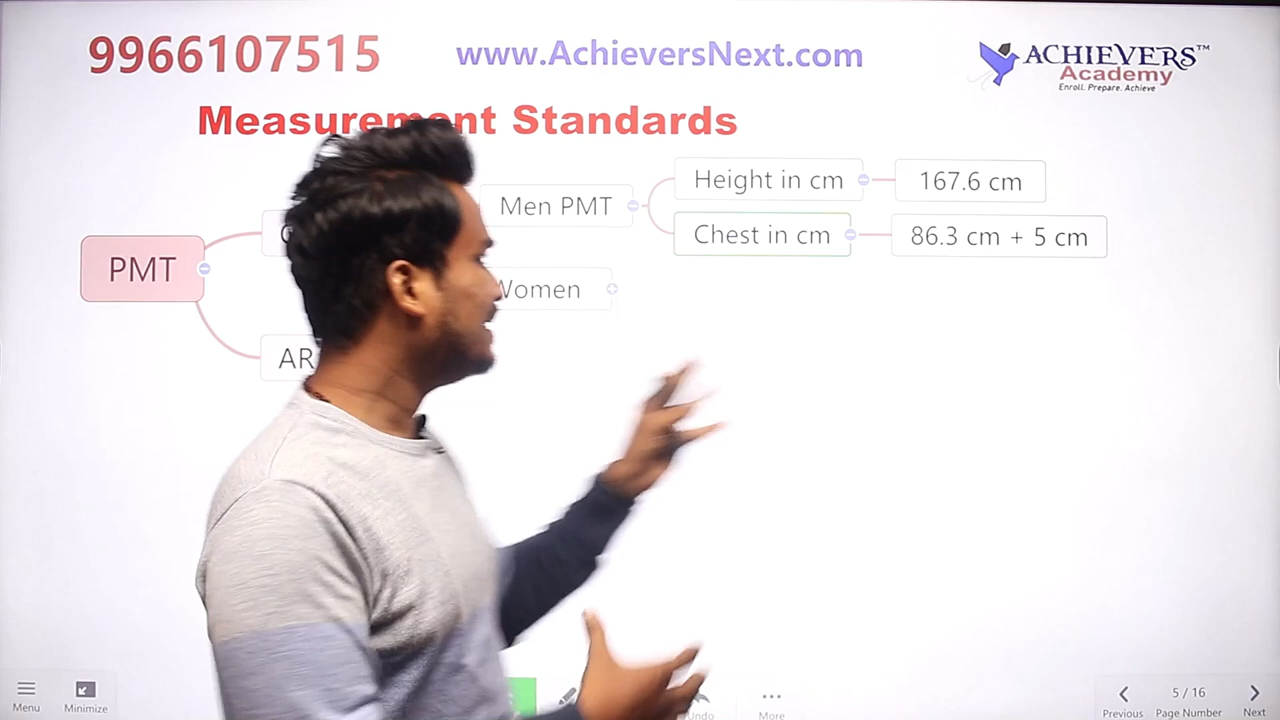 9966107515
www.AchieversNext.com
ACHIEVERS™
Academy
Enroll. Prepare. Achieve
Measurement Standards
PMT
Men PMT
Height in cm
167.6 cm
Chest in cm
86.3 cm + 5 cm
Women
AR
Menu
Minimize
Undo
More
Previous
5 / 16
Page Number
Next